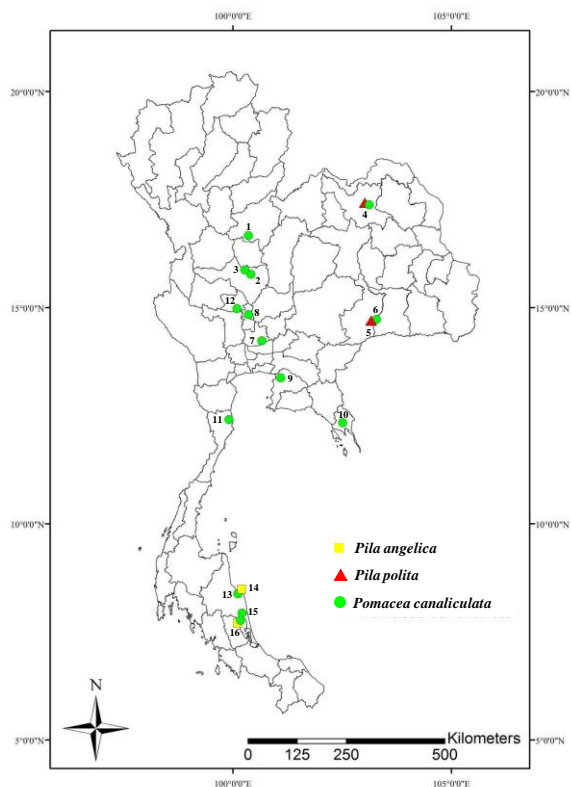 100°0'0"E 105°0'0"E
20°0'0"N 20°0'0"N
4
1
3
2
12
8
6
15°0'0"N 15°0'0"N
5
7
9
10
11
10°0'0"N 10°0'0"N
Pila angelica
Pila polita
Pomacea canaliculata
14
13
15
16
N
Kilometers
0 125 250 500
5°0'0"N 5°0'0"N
100°0'0"E 105°0'0"E